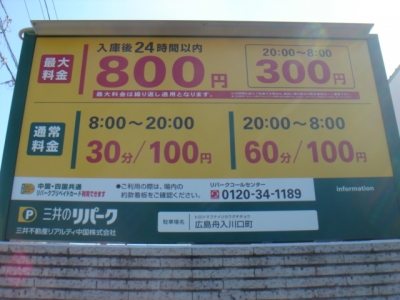 最大料金
入庫後24時間以内
800円
20:00～8:00
300円
最大料金は繰り返し適用となります。
通常料金
8:00～20:00
30分/100円
20:00～8:00
60分/100円
中国・四国共通
リパークプリペイドカード利用できます
●ご利用の際は、場内の
約款看板をご確認ください。
リパークコールセンター
0120-34-1189
information
三井のリパーク
三井不動産リアルティ中国株式会社
駐車場名
広島舟入川口町